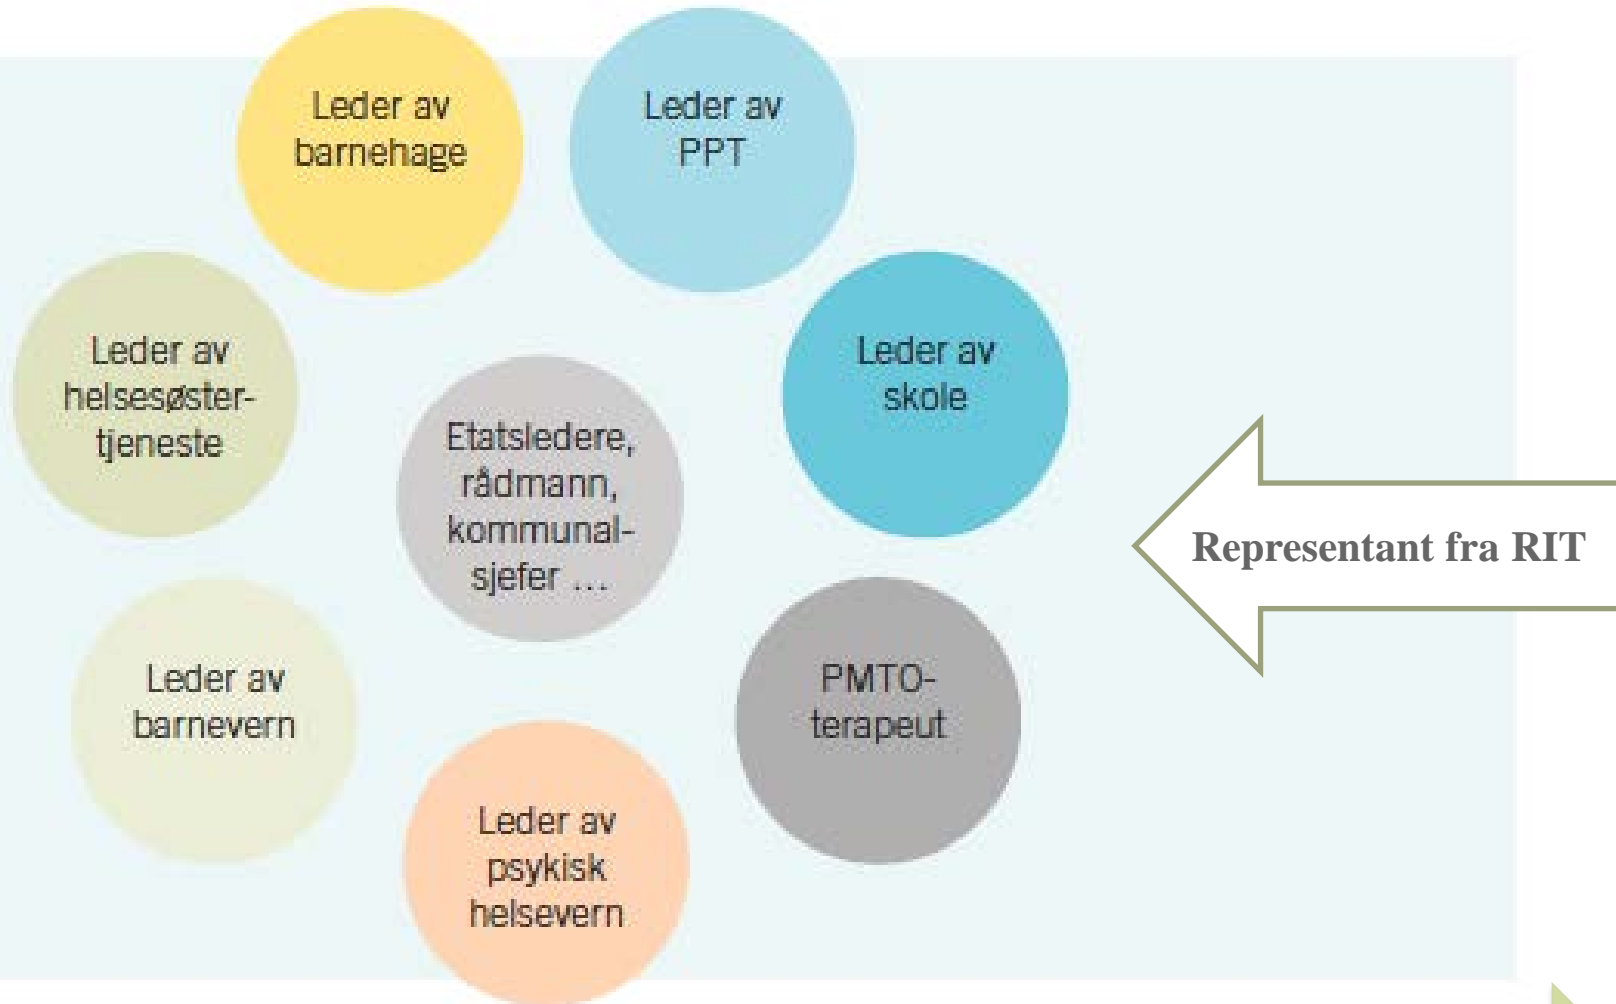 Leder av
barnehage
Leder av
PPT
Leder av
helsesøster-
tjeneste
Etatsledere,
rådmann,
kommunal-
sjefer ...
Leder av
skole
Representant fra RIT
Leder av
barnevern
PMTO-
terapeut
Leder av
psykisk
helsevern